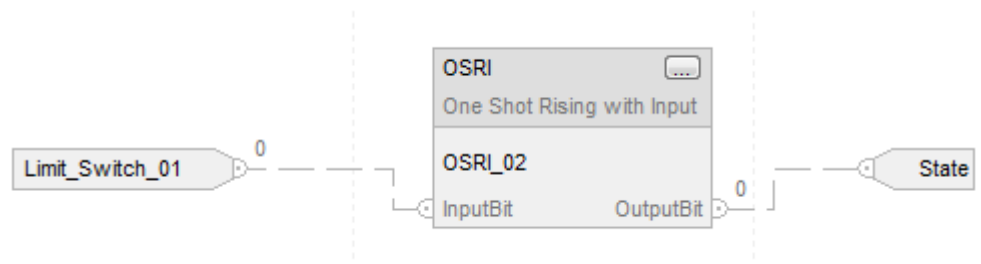 OSRI ...
One Shot Rising with Input
Limit_Switch_01 0
OSRI_02
InputBit OutputBit 0
State